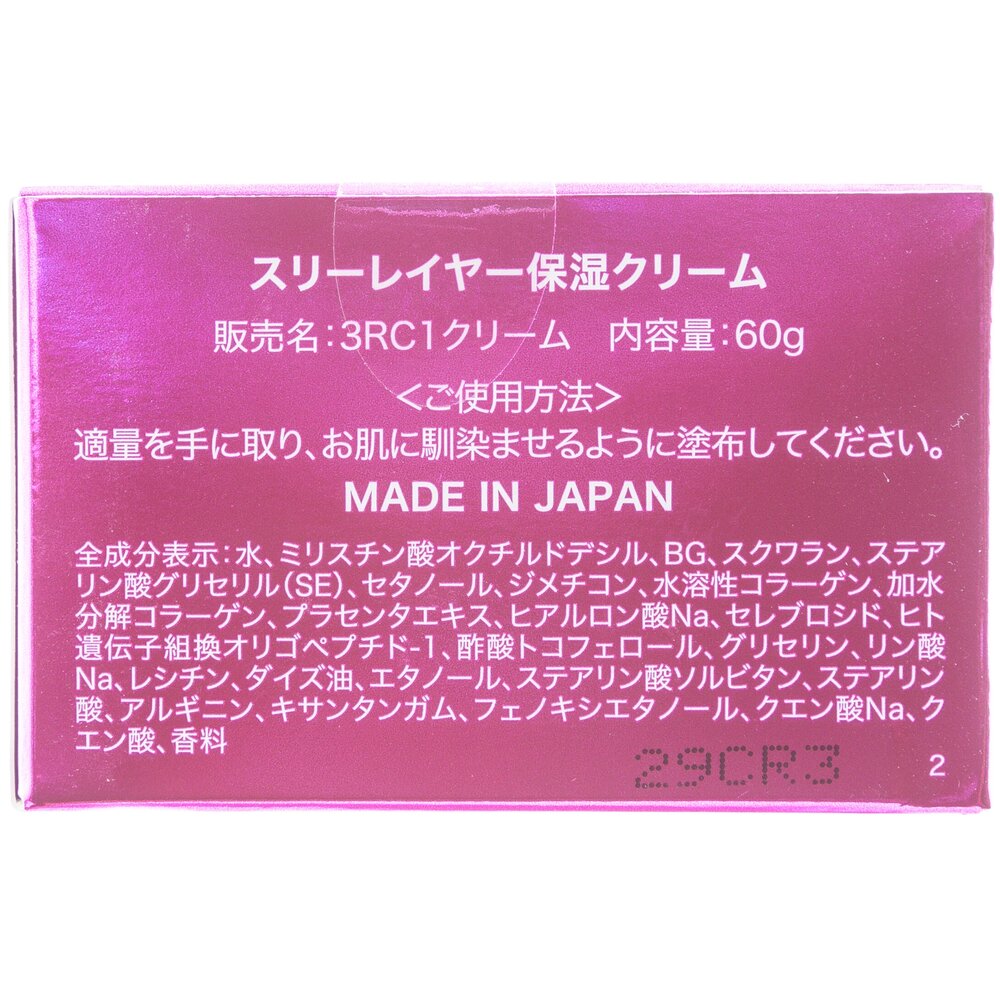 スリーレイヤー保湿クリーム
販売名：3RC1クリーム　内容量：60g
＜ご使用方法＞
適量を手に取り、お肌に馴染ませるように塗布してください。
MADE IN JAPAN
全成分表示：水、ミリスチン酸オクチルドデシル、BG、スクワラン、ステア
リン酸グリセリル（SE）、セタノール、ジメチコン、水溶性コラーゲン、加水
分解コラーゲン、プラセンタエキス、ヒアルロン酸Na、セレブロシド、ヒト
遺伝子組換オリゴペプチド-1、酢酸トコフェロール、グリセリン、リン酸
Na、レシチン、ダイズ油、エタノール、ステアリン酸ソルビタン、ステアリン
酸、アルギニン、キサンタンガム、フェノキシエタノール、クエン酸Na、ク
エン酸、香料
29CR3
2